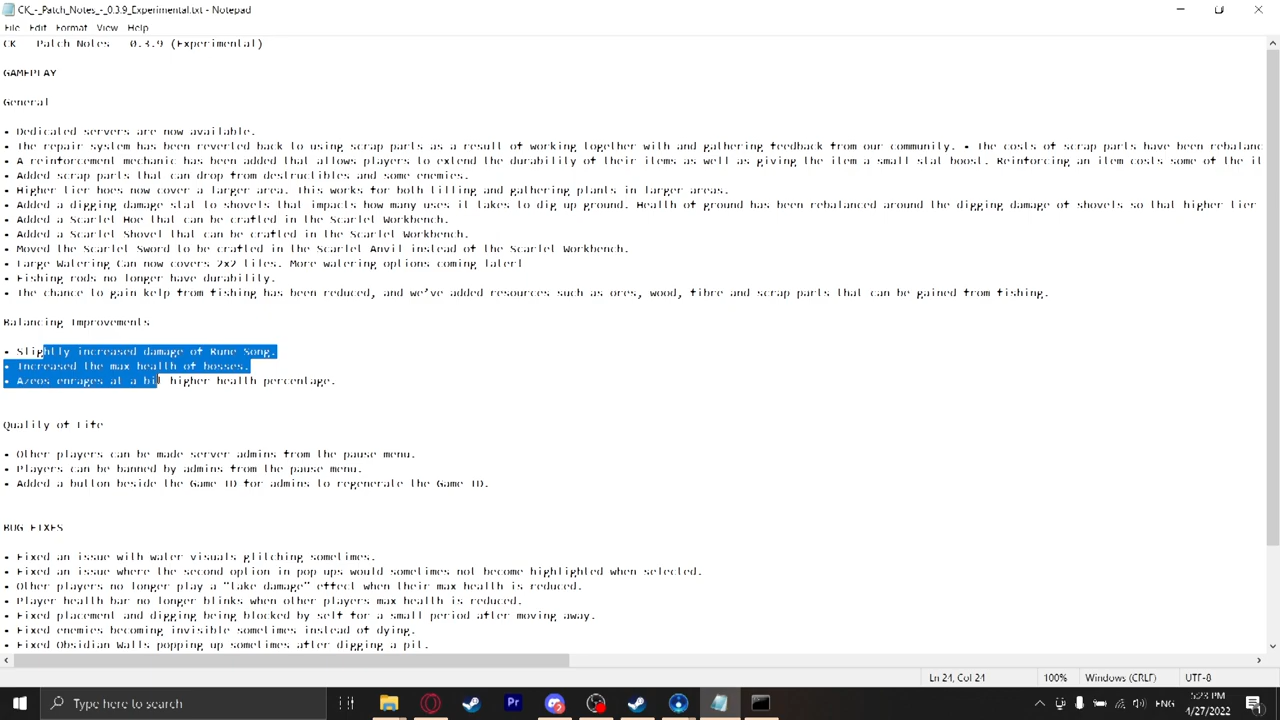 CK_-_Patch_Notes_-_0.3.9_Experimental.txt - Notepad
File Edit Format View Help
CK Patch Notes 0.3.9 (Experimental)
GAMEPLAY
General
• Dedicated servers are now available.
• The repair system has been reverted back to using scrap parts as a result of working together with and gathering feedback from our community. • The costs of scrap parts have been rebalanc
• A reinforcement mechanic has been added that allows players to extend the durability of their items as well as giving the item a small stat boost. Reinforcing an item costs some of the it
• Added scrap parts that can drop from destructibles and some enemies.
• Higher tier hoes now cover a larger area. This works for both tilling and gathering plants in larger areas.
• Added a digging damage stat to shovels that impacts how many uses it takes to dig up ground. Health of ground has been rebalanced around the digging damage of shovels so that higher tier
• Added a Scarlet Hoe that can be crafted in the Scarlet Workbench.
• Added a Scarlet Shovel that can be crafted in the Scarlet Workbench.
• Moved the Scarlet Sword to be crafted in the Scarlet Anvil instead of the Scarlet Workbench.
• Large Watering Can now covers 2x2 tiles. More watering options coming later!
• Fishing rods no longer have durability.
• The chance to gain kelp from fishing has been reduced, and we've added resources such as ores, wood, fibre and scrap parts that can be gained from fishing.
Balancing Improvements
• Slightly increased damage of Rune Song.
• Increased the max health of bosses.
• Azeos enrages at a bit higher health percentage.
Quality of Life
• Other players can be made server admins from the pause menu.
• Players can be banned by admins from the pause menu.
• Added a button beside the Game ID for admins to regenerate the Game ID.
BUG FIXES
• Fixed an issue with water visuals glitching sometimes.
• Fixed an issue where the second option in pop ups would sometimes not become highlighted when selected.
• Other players no longer play a "take damage" effect when their max health is reduced.
• Player health bar no longer blinks when other players max health is reduced.
• Fixed placement and digging being blocked by self for a small period after moving away.
• Fixed enemies becoming invisible sometimes instead of dying.
• Fixed Obsidian Walls popping up sometimes after digging a pit.
Ln 24, Col 24 100% Windows (CRLF) UTF-8
Type here to search
Pr
ENG
5:23 PM
4/27/2022
1